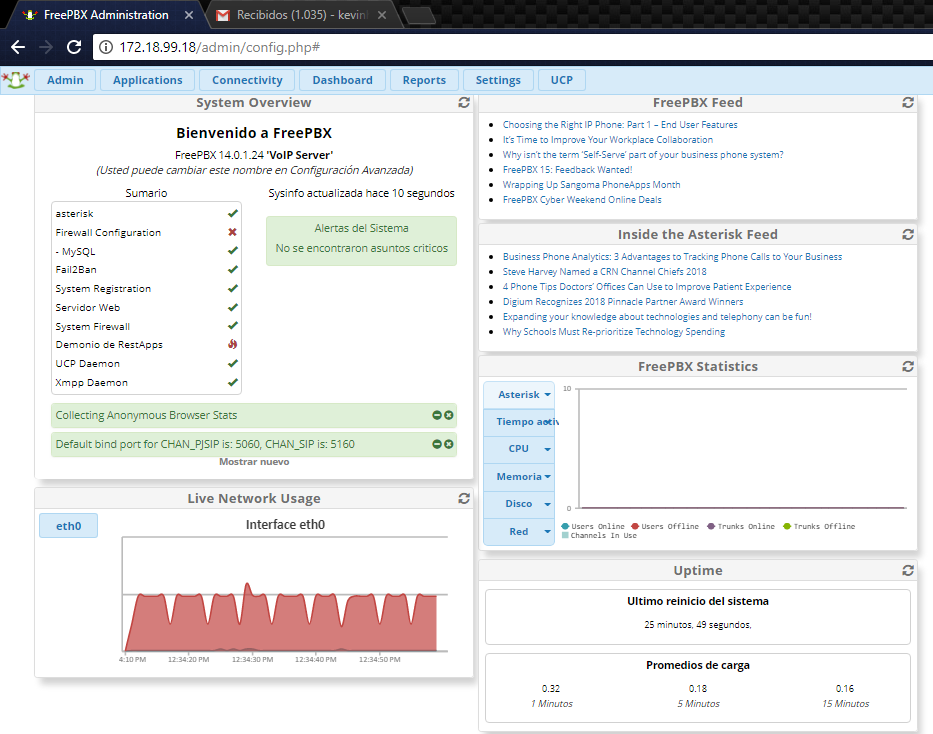 FreePBX Administration
Recibidos (1.035) - kevin
172.18.99.18/admin/config.php#
Admin
Applications
Connectivity
Dashboard
Reports
Settings
UCP
System Overview
Bienvenido a FreePBX
FreePBX 14.0.1.24 'VoIP Server'
(Usted puede cambiar este nombre en Configuración Avanzada)
Sumario
asterisk
Firewall Configuration
- MySQL
Fail2Ban
System Registration
Servidor Web
System Firewall
Demonio de RestApps
UCP Daemon
Xmpp Daemon
Sysinfo actualizada hace 10 segundos
Alertas del Sistema
No se encontraron asuntos criticos
Collecting Anonymous Browser Stats
Default bind port for CHAN_PJSIP is: 5060, CHAN_SIP is: 5160
Mostrar nuevo
Live Network Usage
eth0
Interface eth0
4:10 PM
12:34:20 PM
12:34:30 PM
12:34:40 PM
12:34:50 PM
FreePBX Feed
Choosing the Right IP Phone: Part 1 – End User Features
It's Time to Improve Your Workplace Collaboration
Why isn't the term 'Self-Serve' part of your business phone system?
FreePBX 15: Feedback Wanted!
Wrapping Up Sangoma PhoneApps Month
FreePBX Cyber Weekend Online Deals
Inside the Asterisk Feed
Business Phone Analytics: 3 Advantages to Tracking Phone Calls to Your Business
Steve Harvey Named a CRN Channel Chiefs 2018
4 Phone Tips Doctors' Offices Can Use to Improve Patient Experience
Digium Recognizes 2018 Pinnacle Partner Award Winners
Expanding your knowledge about technologies and telephony can be fun!
Why Schools Must Re-prioritize Technology Spending
FreePBX Statistics
Asterisk
Tiempo activ
CPU
Memoria
Disco
Red
10
0
Users Online
Users Offline
Trunks Online
Trunks Offline
Channels In Use
Uptime
Ultimo reinicio del sistema
25 minutos, 49 segundos,
Promedios de carga
0.32
0.18
0.16
1 Minutos
5 Minutos
15 Minutos